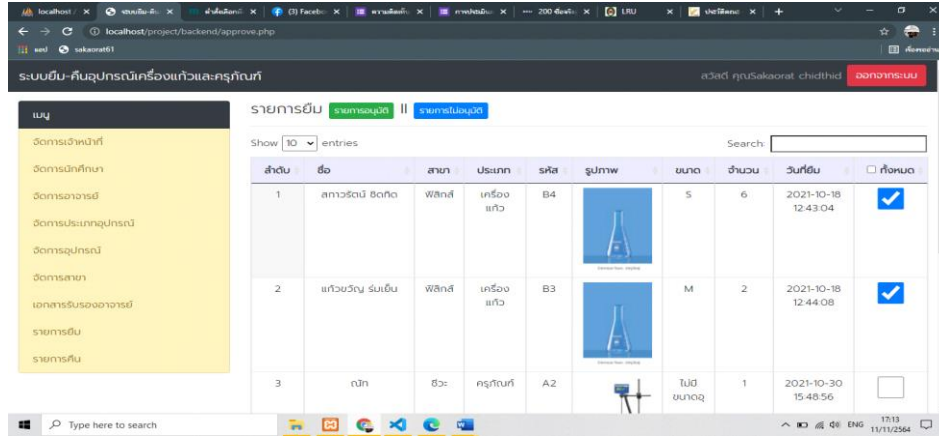 localhost /
(3) Facebo
200 ข้อหัว
LRU
localhost/project/backend/approve.php
แอป sakaorat61
ระบบยืม-คืนอุปกรณ์เครื่องแก้วและครุภัณฑ์
สวัสดี คุณSakaorat chidthid ออกจากระบบ
เมนู
จัดการเจ้าหน้าที่
จัดการนักศึกษา
จัดการอาจารย์
จัดการประเภทอุปกรณ์
จัดการอุปกรณ์
จัดการสาขา
เอกสารรับรองอาจารย์
รายการยืม
รายการคืน
รายการยืม รายการอนุมัติ || รายการไม่อนุมัติ
Show 10 entries Search:
ลำดับ ชื่อ สาขา ประเภท รหัส รูปภาพ ขนาด จำนวน วันที่ยืม ทั้งหมด
1 สกาวรัตน์ ชิดทิด ฟิสิกส์ เครื่องแก้ว B4 S 6 2021-10-18 12:43:04
2 แก้วขวัญ ร่มเย็น ฟิสิกส์ เครื่องแก้ว B3 M 2 2021-10-18 12:44:08
3 ณัท ชีวะ ครุภัณฑ์ A2 ไม่มีขนาดอุ 1 2021-10-30 15:48:56
Type here to search
ENG 17:13
11/11/2564